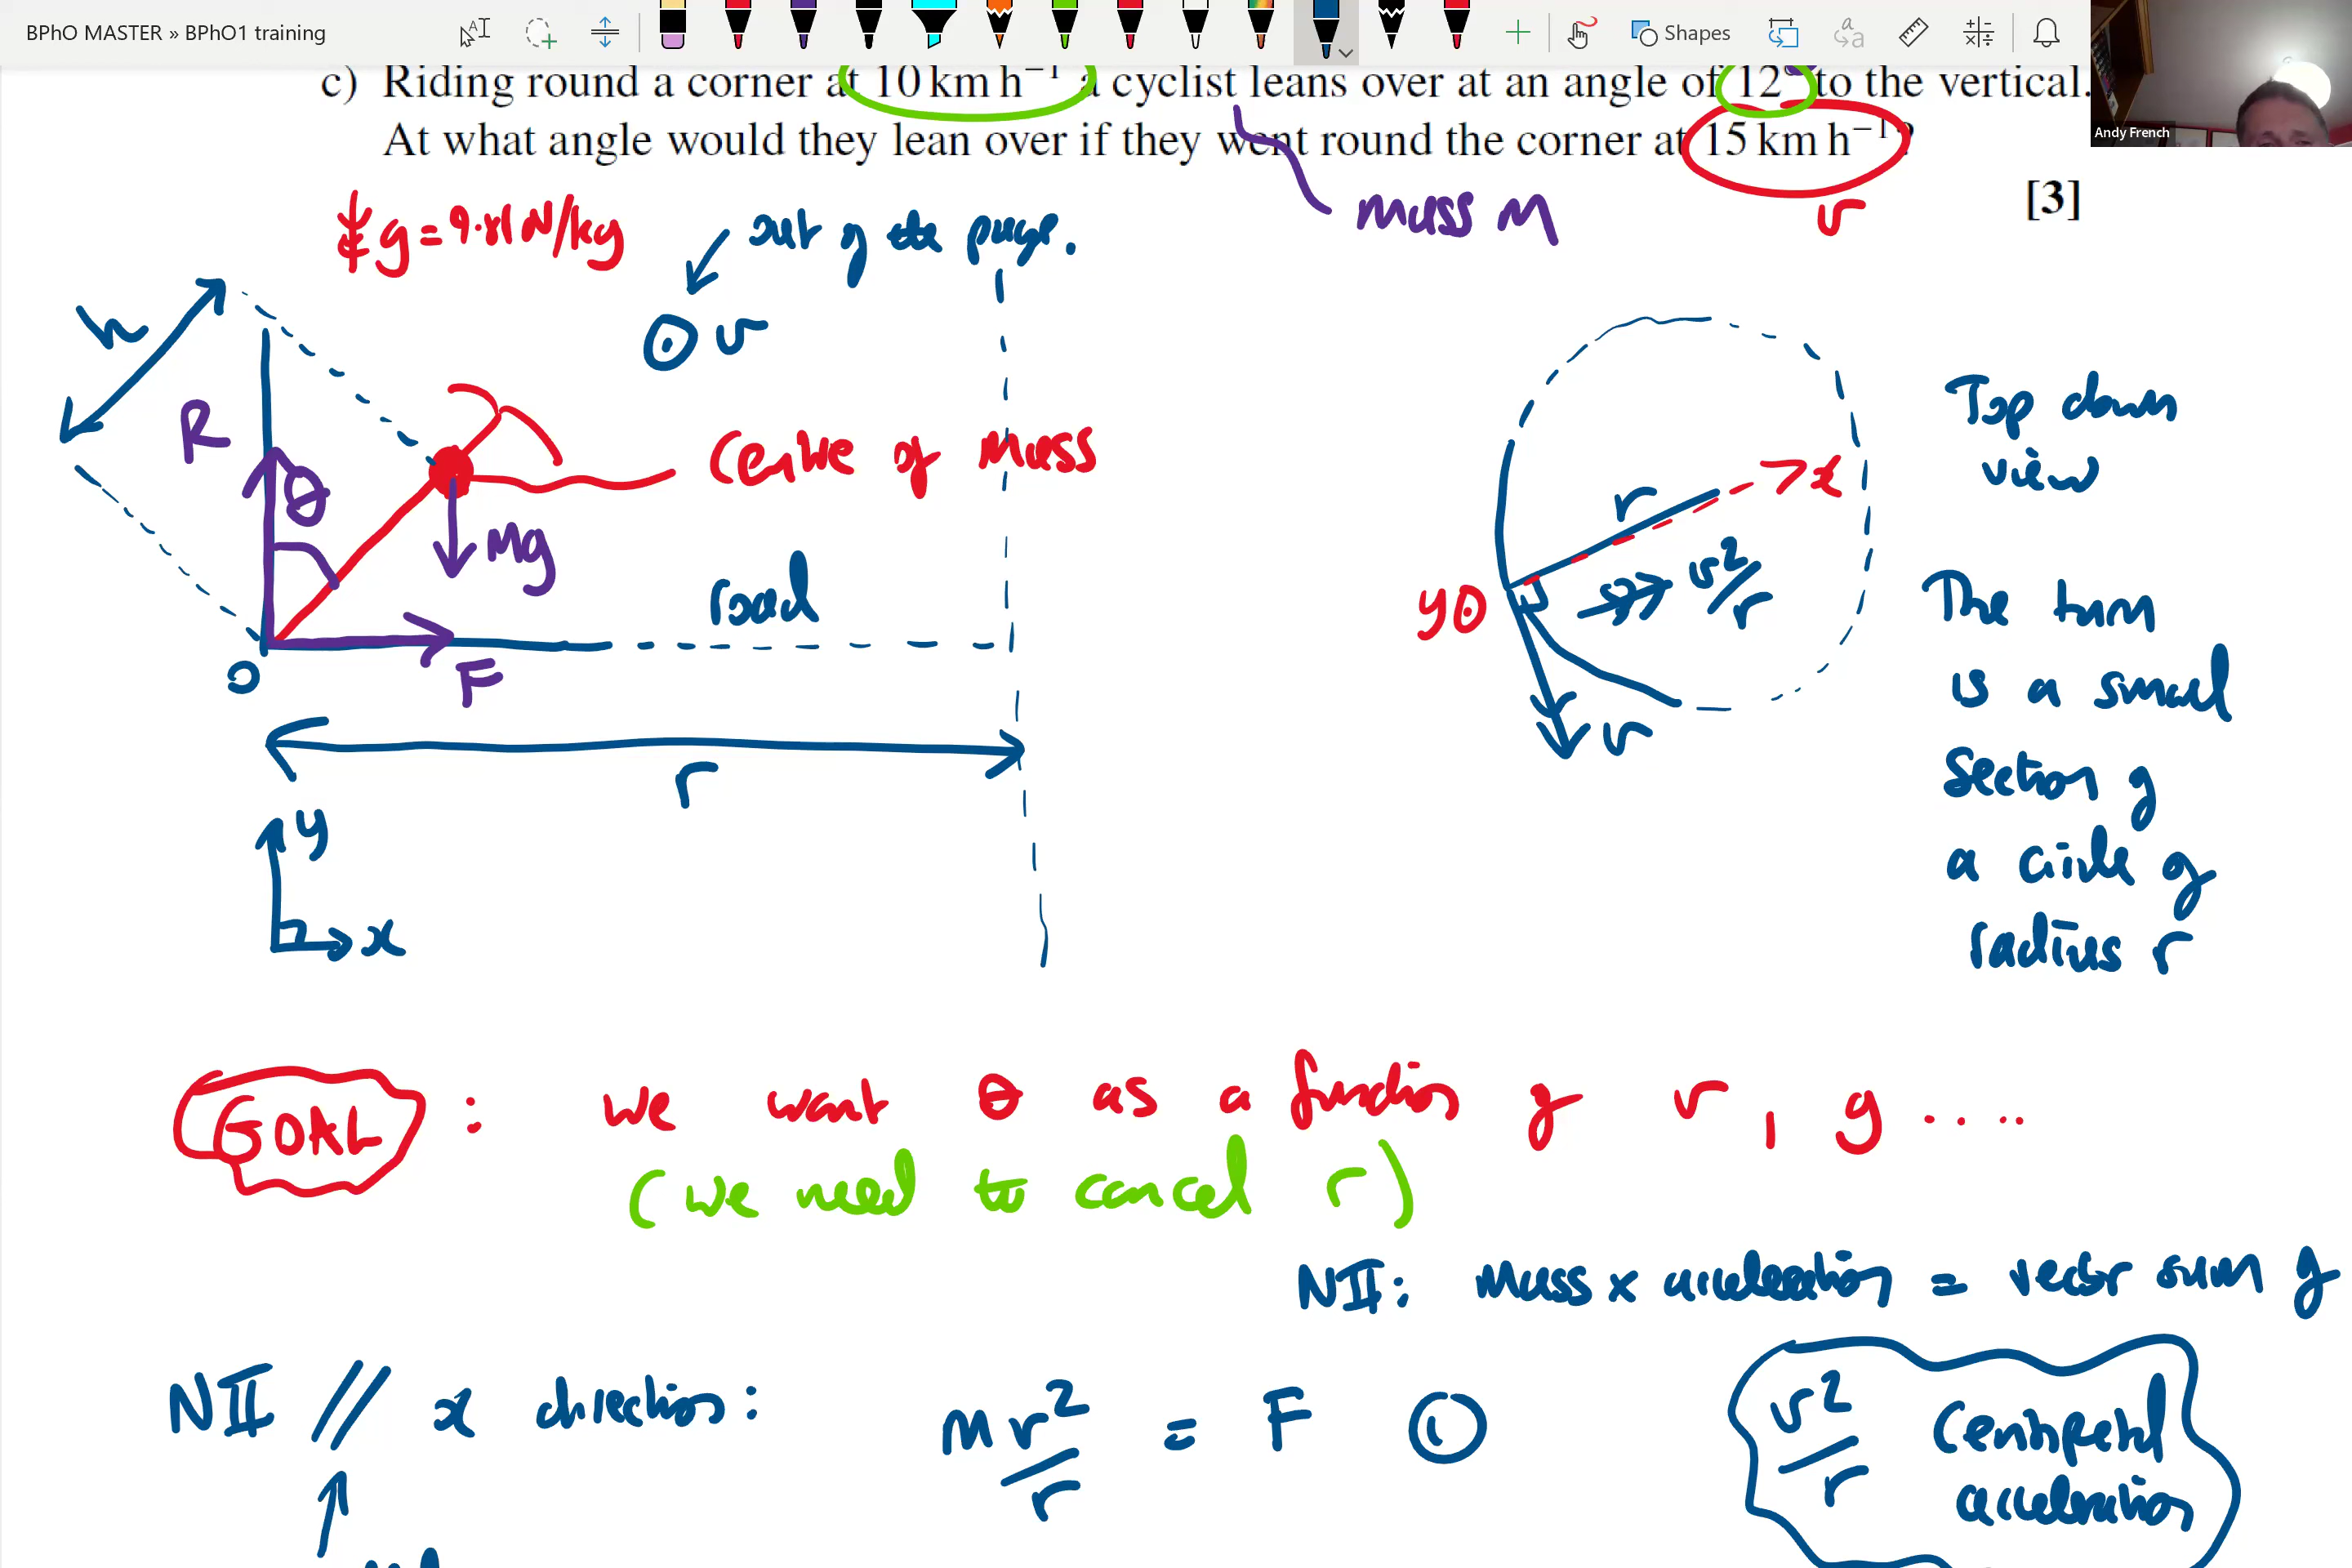 BPhO MASTER » BPhO1 training
Shapes
Andy French
c) Riding round a corner at 10 km h⁻¹ a cyclist leans over at an angle of 12° to the vertical.
At what angle would they lean over if they went round the corner at 15 km h⁻¹?
[3]
g = 9.81 N/kg
out of the page.
mass M
v
⊙ v
h
R
θ
Centre of mass
Mg
road
O
F
r
y
x
Top down
view
r
x
v²/r
y⊙
v
The turn
is a small
section of
a circle of
radius r
GOAL : we want θ as a function of v, g ....
(we need to cancel r)
NII: mass x acceleration = vector sum of
NII // x direction: M v²/r = F ①
v²/r centripetal
acceleration